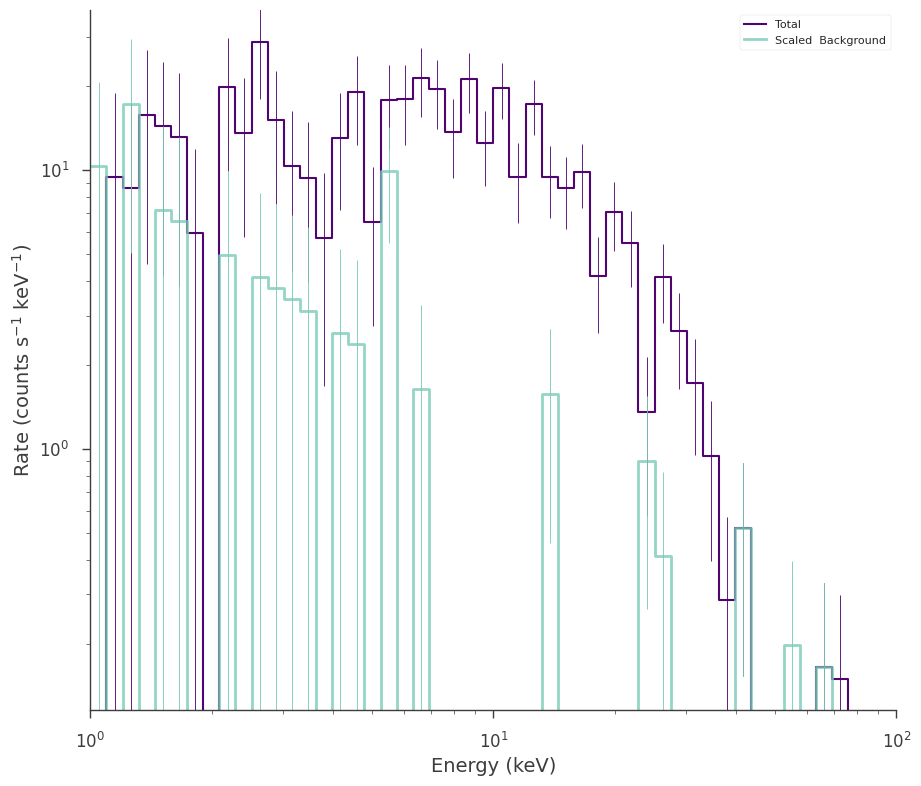 Total
Scaled  Background
Rate (counts s⁻¹ keV⁻¹)
10¹
10⁰
10⁰
10¹
10²
Energy (keV)